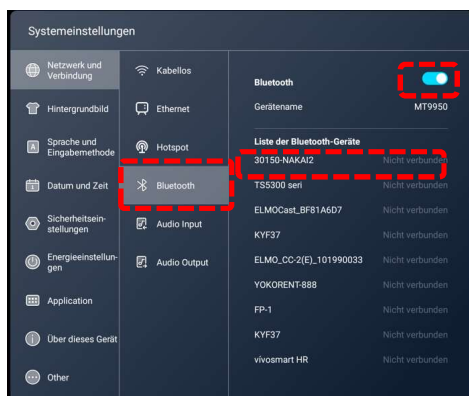 Systemeinstellungen
Netzwerk und
Verbindung
Hintergrundbild
Sprache und
Eingabemethode
Datum und Zeit
Sicherheitsein-
stellungen
Energieeinstellun-
gen
Application
Über dieses Gerät
Other
Kabellos
Ethernet
Hotspot
Bluetooth
Audio Input
Audio Output
Bluetooth
Gerätename MT9950
Liste der Bluetooth-Geräte
30150-NAKAI2 Nicht verbunden
TS5300 seri Nicht verbunden
ELMOCast_BF81A6D7 Nicht verbunden
KYF37 Nicht verbunden
ELMO_CC-2(E)_101990033 Nicht verbunden
YOKORENT-888 Nicht verbunden
FP-1 Nicht verbunden
KYF37 Nicht verbunden
vívosmart HR Nicht verbunden